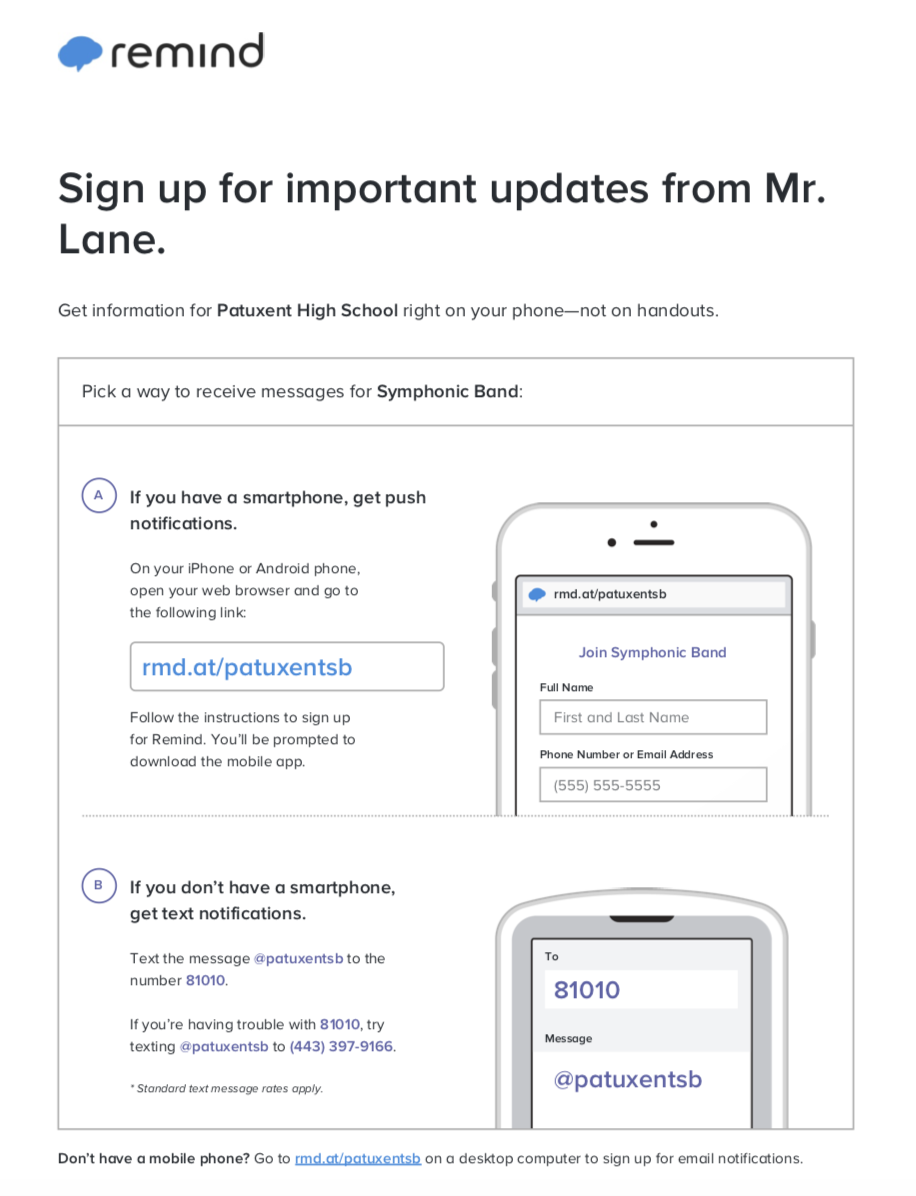 remind
Sign up for important updates from Mr.
Lane.
Get information for Patuxent High School right on your phone—not on handouts.
Pick a way to receive messages for Symphonic Band:
A
If you have a smartphone, get push
notifications.
On your iPhone or Android phone,
open your web browser and go to
the following link:
rmd.at/patuxentsb
Follow the instructions to sign up
for Remind. You'll be prompted to
download the mobile app.
rmd.at/patuxentsb
Join Symphonic Band
Full Name
First and Last Name
Phone Number or Email Address
(555) 555-5555
B
If you don't have a smartphone,
get text notifications.
Text the message @patuxentsb to the
number 81010.
If you're having trouble with 81010, try
texting @patuxentsb to (443) 397-9166.
* Standard text message rates apply.
To
81010
Message
@patuxentsb
Don't have a mobile phone? Go to rmd.at/patuxentsb on a desktop computer to sign up for email notifications.